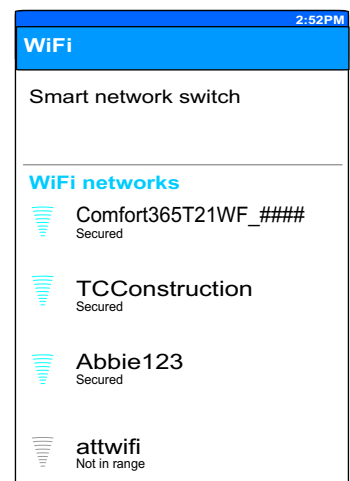 2:52PM
WiFi
Smart network switch
WiFi networks
Comfort365T21WF_####
Secured
TCConstruction
Secured
Abbie123
Secured
attwifi
Not in range